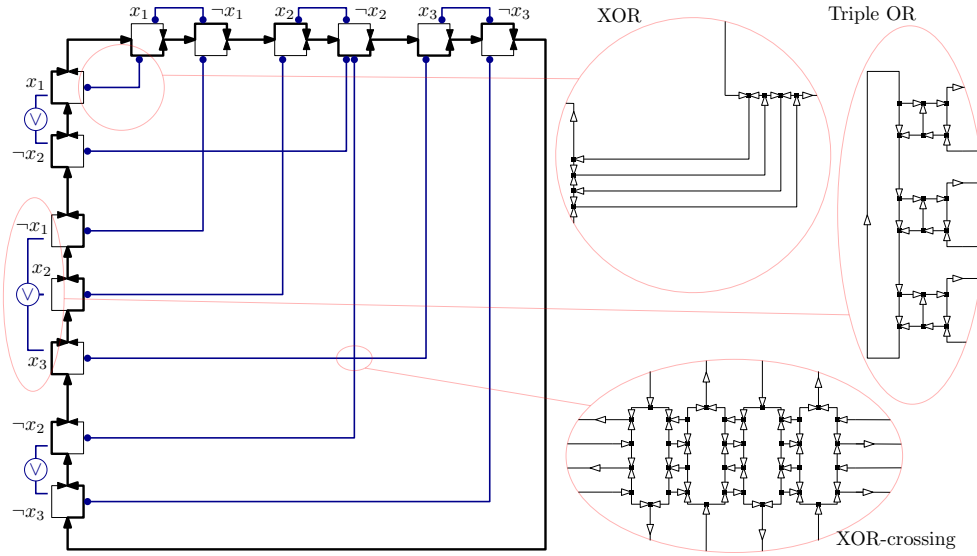 x₁ ¬x₁ x₂ ¬x₂ x₃ ¬x₃
XOR
Triple OR
x₁
∨
¬x₂
¬x₁
x₂
∨
x₃
¬x₂
∨
¬x₃
XOR-crossing